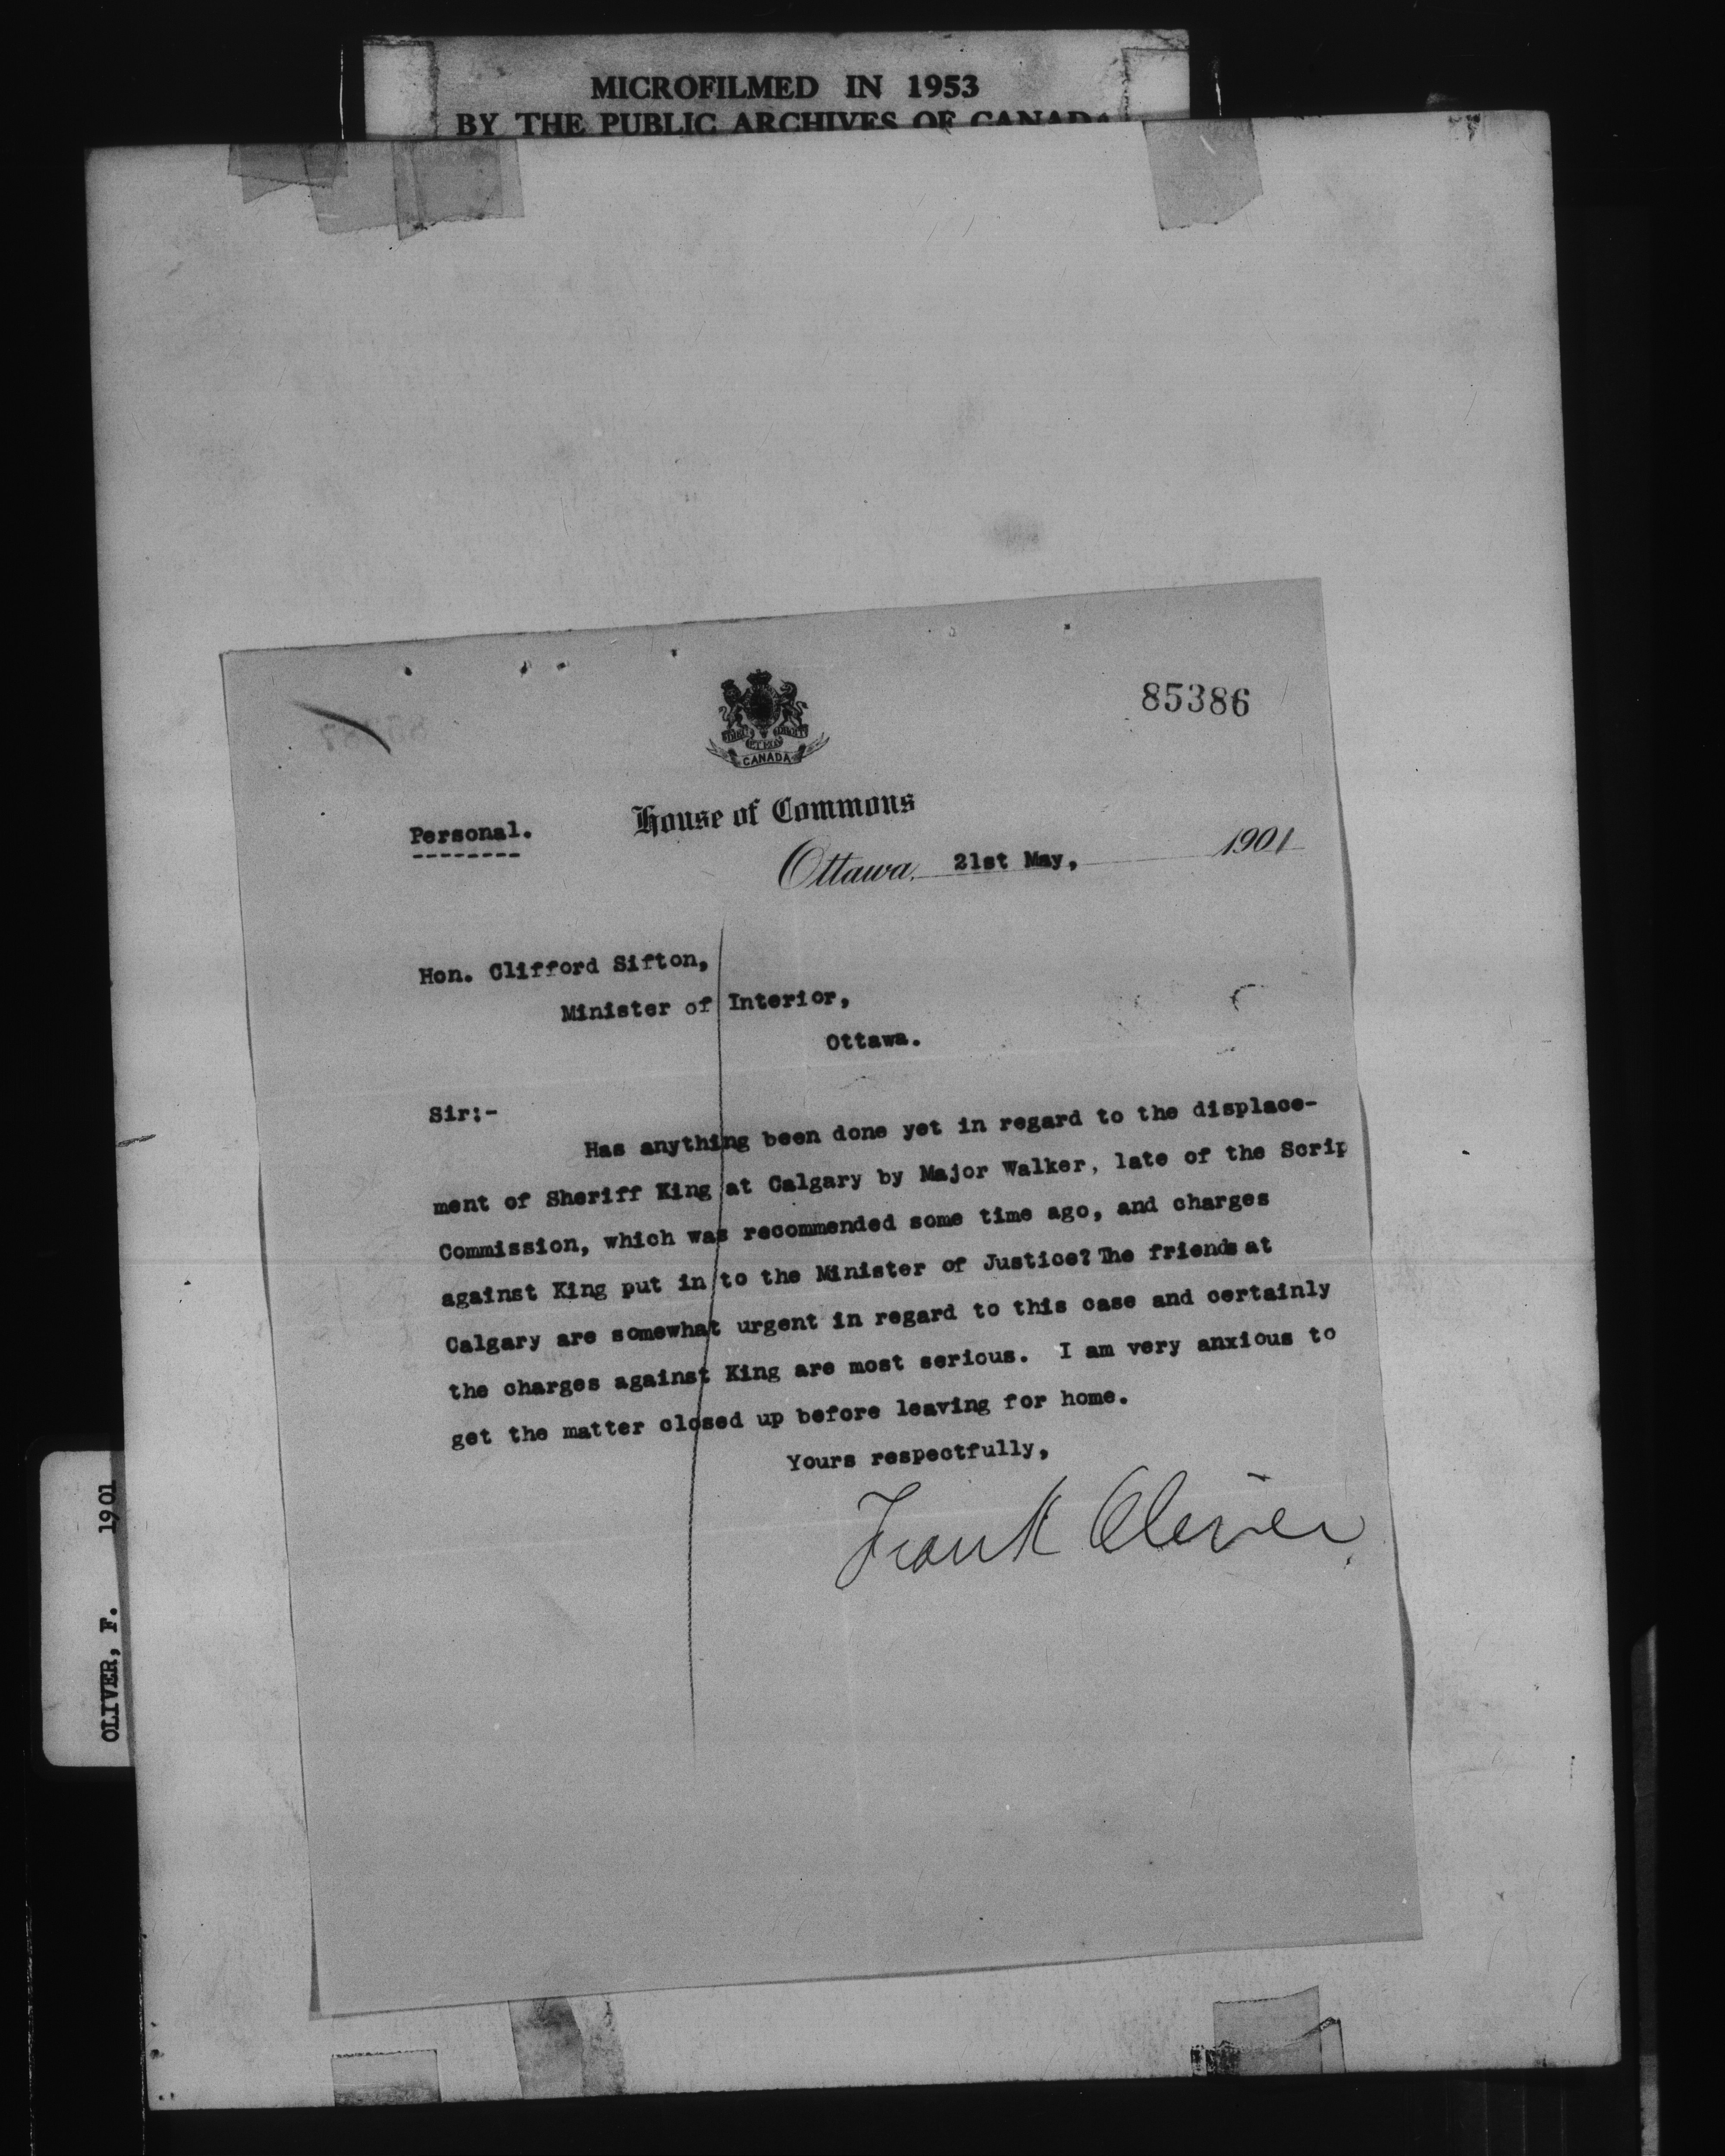 MICROFILMED IN 1953
BY THE PUBLIC ARCHIVES OF CANADA
85386
CANADA
House of Commons
Personal.
Ottawa, 21st May, 1901
Hon. Clifford Sifton,
Minister of Interior,
Ottawa.
Sir:-
Has anything been done yet in regard to the displace-
ment of Sheriff King at Calgary by Major Walker, late of the Scrip
Commission, which was recommended some time ago, and charges
against King put in to the Minister of Justice? The friends at
Calgary are somewhat urgent in regard to this case and certainly
the charges against King are most serious. I am very anxious to
get the matter closed up before leaving for home.
Yours respectfully,
Frank Oliver
OLIVER, F. 1901